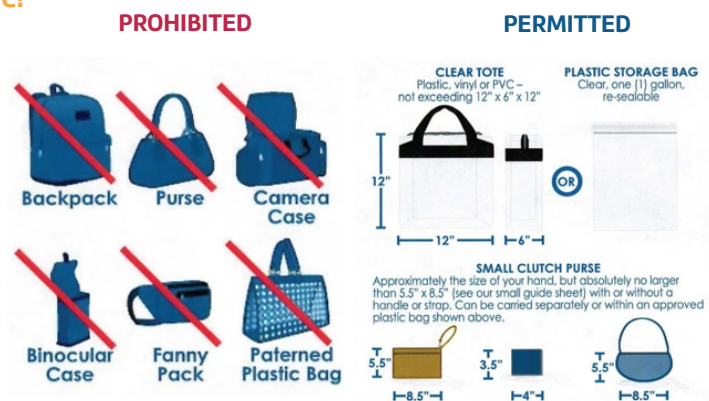 c!
PROHIBITED
PERMITTED
Backpack
Purse
Camera
Case
Binocular
Case
Fanny
Pack
Paterned
Plastic Bag
CLEAR TOTE
Plastic, vinyl or PVC –
not exceeding 12" x 6" x 12"
PLASTIC STORAGE BAG
Clear, one (1) gallon,
re-sealable
12"
OR
12"
6"
SMALL CLUTCH PURSE
Approximately the size of your hand, but absolutely no larger
than 5.5" x 8.5" (see our small guide sheet) with or without a
handle or strap. Can be carried separately or within an approved
plastic bag shown above.
5.5"
3.5"
5.5"
8.5"
4"
8.5"